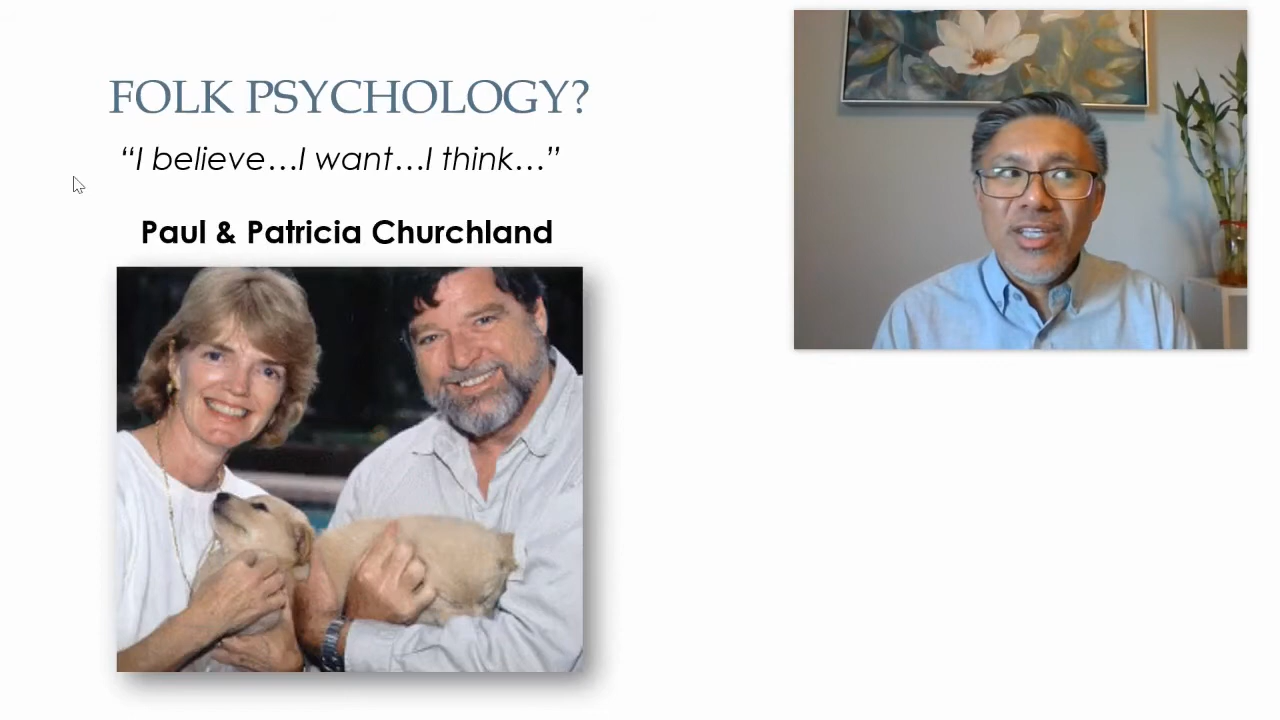 FOLK PSYCHOLOGY?
“I believe...I want...I think...”
Paul & Patricia Churchland